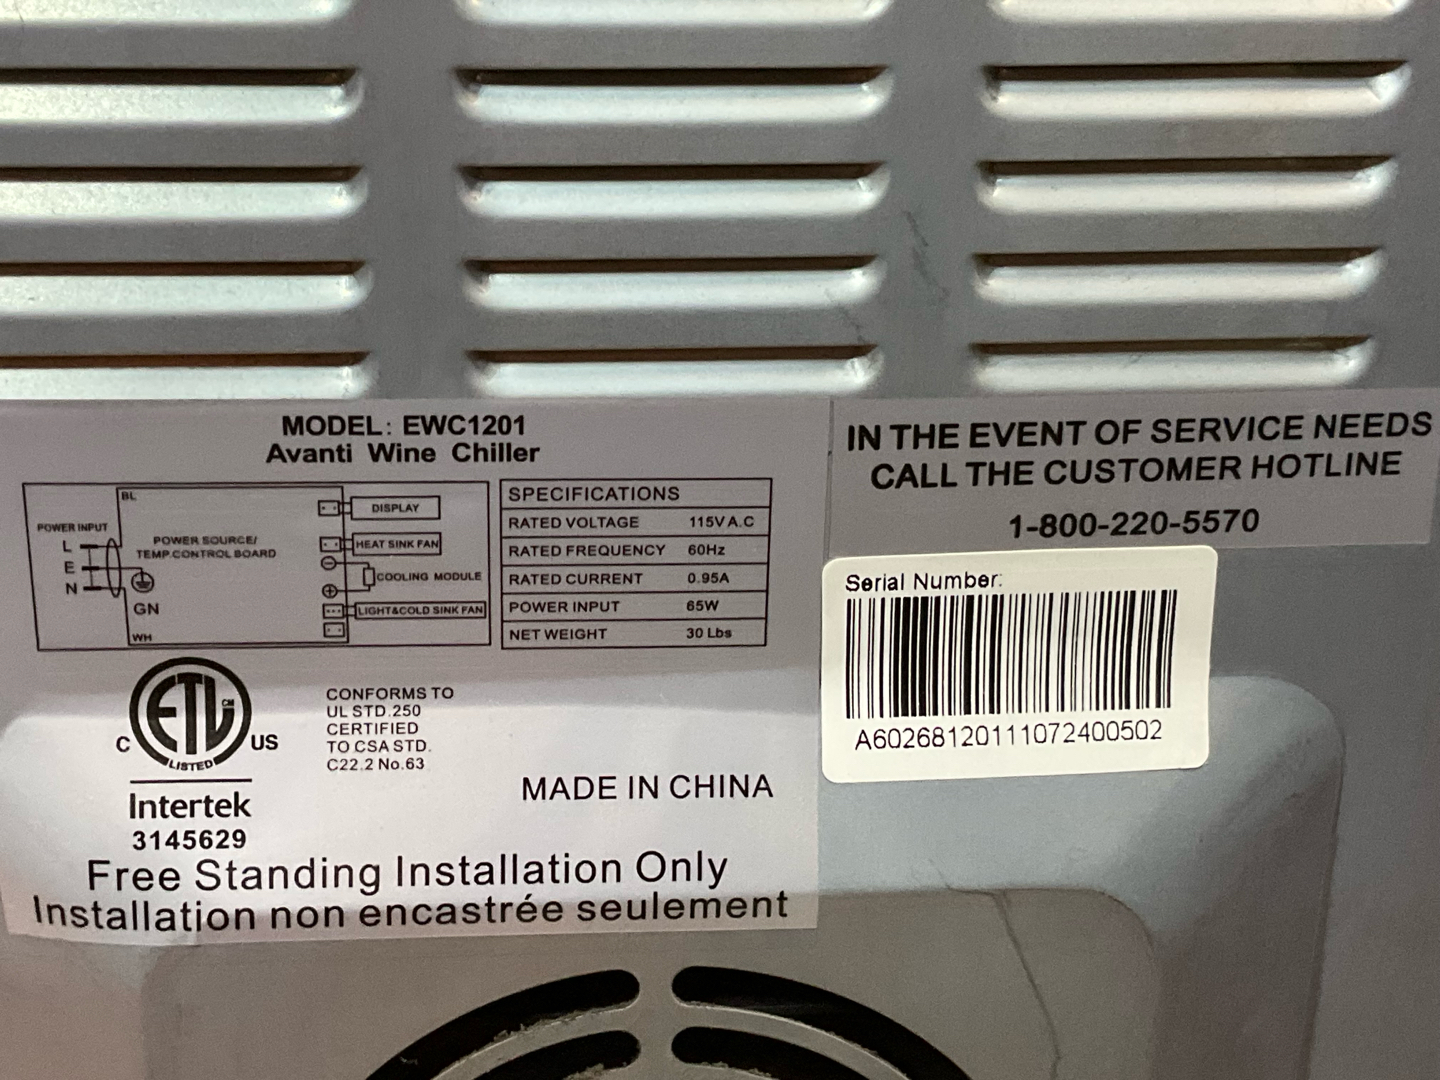 MODEL: EWC1201
Avanti Wine Chiller
BL
POWER INPUT
L
E
N
POWER SOURCE/
TEMP.CONTROL BOARD
GN
WH
DISPLAY
HEAT SINK FAN
COOLING MODULE
LIGHT&COLD SINK FAN
SPECIFICATIONS
RATED VOLTAGE 115V A.C
RATED FREQUENCY 60Hz
RATED CURRENT 0.95A
POWER INPUT 65W
NET WEIGHT 30 Lbs
ETL CM
C US
LISTED
Intertek
3145629
CONFORMS TO
UL STD.250
CERTIFIED
TO CSA STD.
C22.2 No.63
MADE IN CHINA
Free Standing Installation Only
Installation non encastrée seulement
IN THE EVENT OF SERVICE NEEDS
CALL THE CUSTOMER HOTLINE
1-800-220-5570
Serial Number:
A60268120111072400502